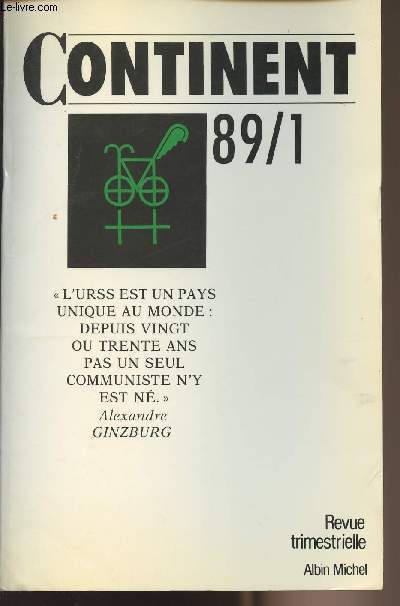 Le-livre.com
CONTINENT
89/1
« L'URSS EST UN PAYS
UNIQUE AU MONDE :
DEPUIS VINGT
OU TRENTE ANS
PAS UN SEUL
COMMUNISTE N'Y
EST NÉ. »
Alexandre
GINZBURG
Revue
trimestrielle
Albin Michel